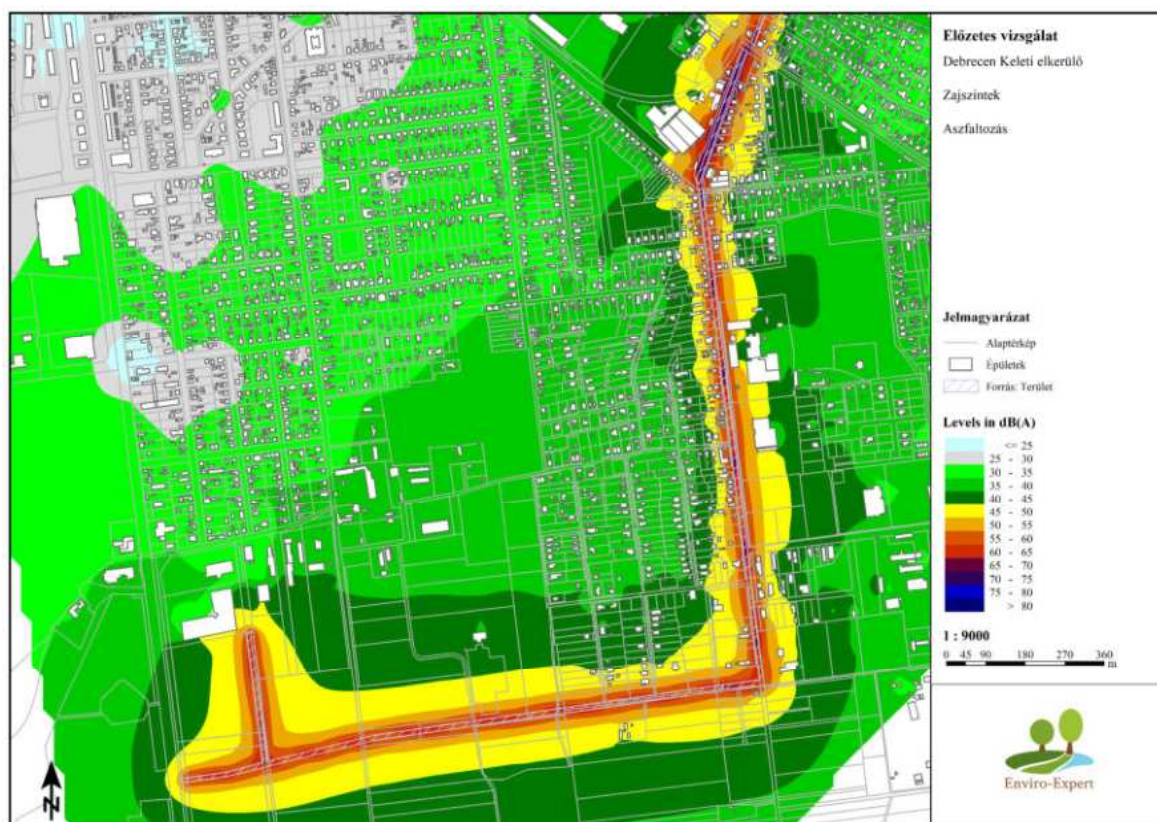 Előzetes vizsgálat
Debrecen Keleti elkerülő
Zajszintek
Aszfaltozás
Jelmagyarázat
Alaptérkép
Épületek
Forrás: Terület
Levels in dB(A)
<= 25
25 - 30
30 - 35
35 - 40
40 - 45
45 - 50
50 - 55
55 - 60
60 - 65
65 - 70
70 - 75
75 - 80
> 80
1 : 9000
0 45 90 180 270 360
m
N
Enviro-Expert